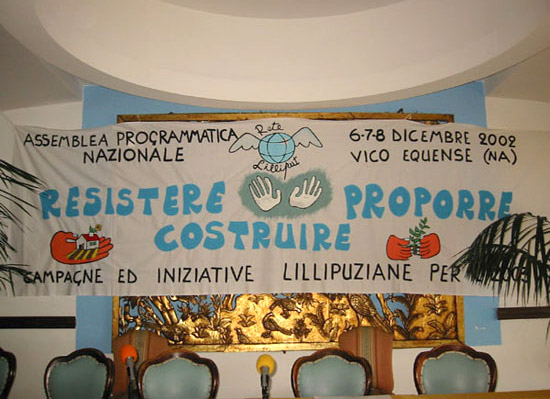 ASSEMBLEA PROGRAMMATICA
NAZIONALE
Rete
Lilliput
6-7-8 DICEMBRE 2002
VICO EQUENSE (NA)
RESISTERE
PROPORRE
COSTRUIRE
CAMPAGNE ED INIZIATIVE LILLIPUZIANE PER